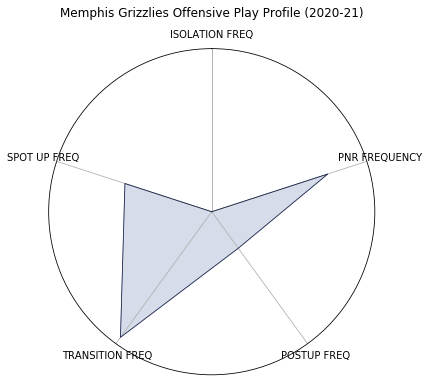 Memphis Grizzlies Offensive Play Profile (2020-21)
ISOLATION FREQ
SPOT UP FREQ
PNR FREQUENCY
TRANSITION FREQ
POSTUP FREQ